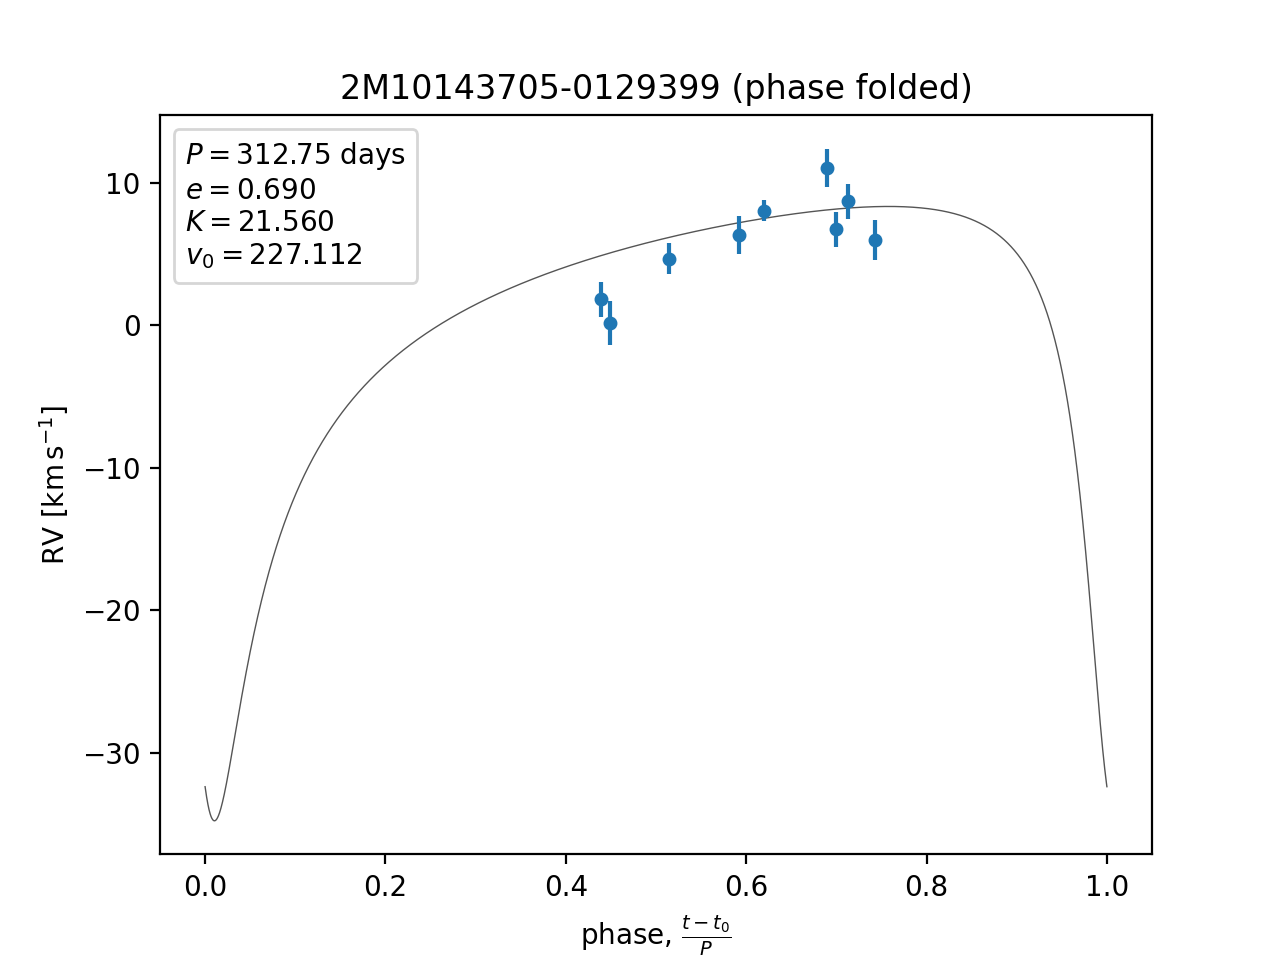 2M10143705-0129399 (phase folded)
P = 312.75 days
e = 0.690
K = 21.560
v₀ = 227.112
10
0
−10
−20
−30
RV [km s⁻¹]
0.0 0.2 0.4 0.6 0.8 1.0
phase, (t − t₀)/P